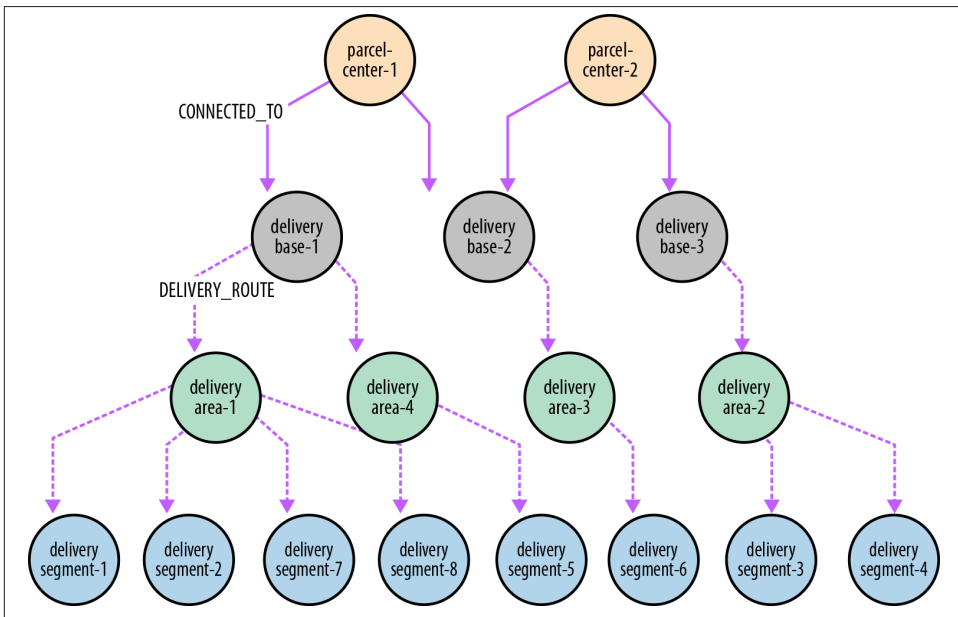 parcel-
center-1
parcel-
center-2
CONNECTED_TO
delivery
base-1
delivery
base-2
delivery
base-3
DELIVERY_ROUTE
delivery
area-1
delivery
area-4
delivery
area-3
delivery
area-2
delivery
segment-1
delivery
segment-2
delivery
segment-7
delivery
segment-8
delivery
segment-5
delivery
segment-6
delivery
segment-3
delivery
segment-4